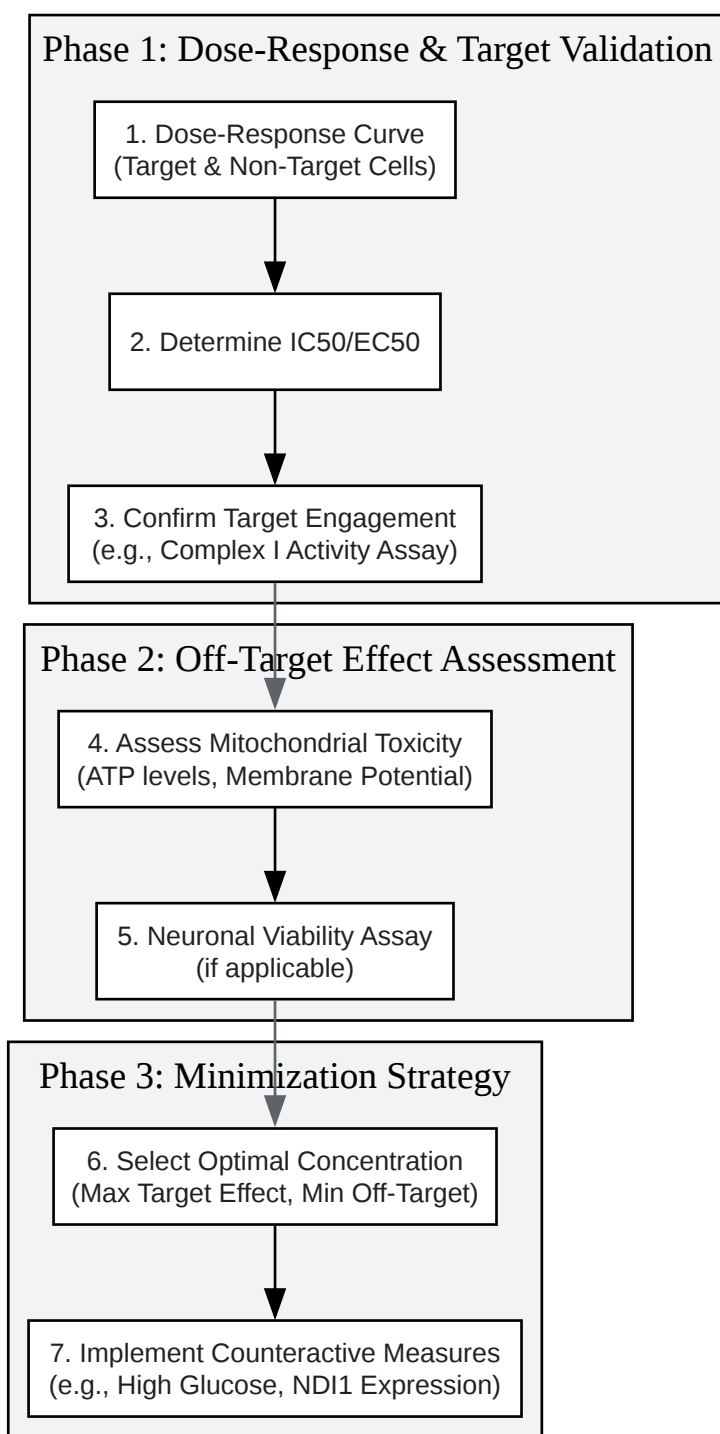 Phase 1: Dose-Response & Target Validation
1. Dose-Response Curve
(Target & Non-Target Cells)
2. Determine IC50/EC50
3. Confirm Target Engagement
(e.g., Complex I Activity Assay)
Phase 2: Off-Target Effect Assessment
4. Assess Mitochondrial Toxicity
(ATP levels, Membrane Potential)
5. Neuronal Viability Assay
(if applicable)
Phase 3: Minimization Strategy
6. Select Optimal Concentration
(Max Target Effect, Min Off-Target)
7. Implement Counteractive Measures
(e.g., High Glucose, NDI1 Expression)